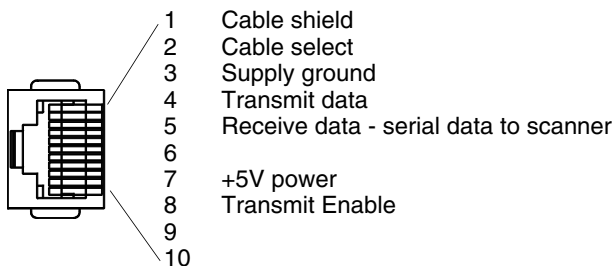 1 Cable shield
2 Cable select
3 Supply ground
4 Transmit data
5 Receive data - serial data to scanner
6
7 +5V power
8 Transmit Enable
9
10